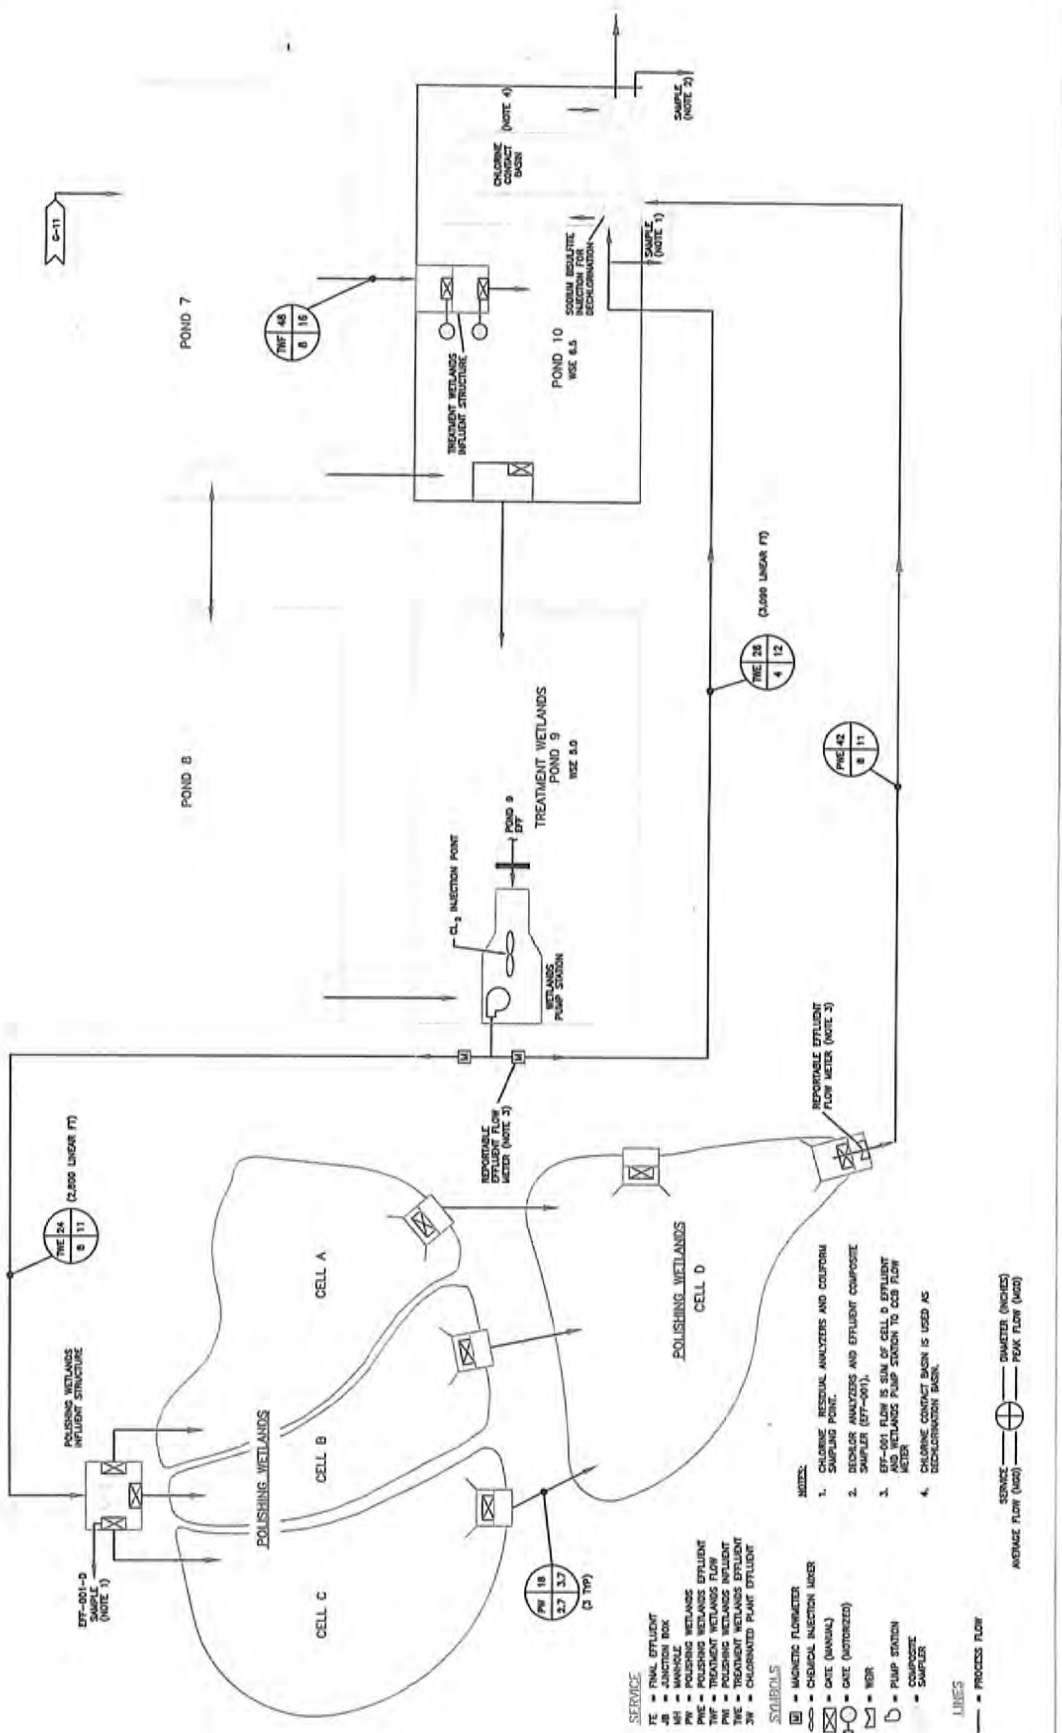 G-11
POND 7
POND 8
TWF 48
8 16
CHLORINE
CONTACT
BASIN
(NOTE 4)
SAMPLE
(NOTE 2)
TREATMENT WETLANDS
INFLUENT STRUCTURE
POND 10
WSE 6.5
SODIUM BISULFITE
INJECTION FOR
DECHLORINATION
SAMPLE
(NOTE 1)
TREATMENT WETLANDS
POND 9
WSE 5.0
POND 9
EFF
CL2 INJECTION POINT
WETLANDS
PUMP STATION
M
M
REPORTABLE
EFFLUENT FLOW
METER (NOTE 3)
TWE 26
4 12
(3,090 LINEAR FT)
PWE 42
8 11
REPORTABLE EFFLUENT
FLOW METER (NOTE 3)
TWE 24
8 11
(2,800 LINEAR FT)
POLISHING WETLANDS
INFLUENT STRUCTURE
EFF-001-D
SAMPLE
(NOTE 1)
POLISHING WETLANDS
CELL A
CELL B
CELL C
POLISHING WETLANDS
CELL D
PW 18
2.7 3.7
(3 TYP)
SERVICE
FE = FINAL EFFLUENT
JB = JUNCTION BOX
MH = MANHOLE
PW = POLISHING WETLANDS
PWE = POLISHING WETLANDS EFFLUENT
TWF = TREATMENT WETLANDS FLOW
PWI = POLISHING WETLANDS INFLUENT
TWE = TREATMENT WETLANDS EFFLUENT
3W = CHLORINATED PLANT EFFLUENT
SYMBOLS
M = MAGNETIC FLOWMETER
= CHEMICAL INJECTION MIXER
= GATE (MANUAL)
= GATE (MOTORIZED)
= WEIR
= PUMP STATION
= COMPOSITE
SAMPLER
LINES
= PROCESS FLOW
NOTES:
1. CHLORINE RESIDUAL ANALYZERS AND COLIFORM
SAMPLING POINT.
2. DECHLOR ANALYZERS AND EFFLUENT COMPOSITE
SAMPLER (EFF-001).
3. EFF-001 FLOW IS SUM OF CELL D EFFLUENT
AND WETLANDS PUMP STATION TO CCB FLOW
METER
4. CHLORINE CONTACT BASIN IS USED AS
DECHLORINATION BASIN.
SERVICE DIAMETER (INCHES)
AVERAGE FLOW (MGD) PEAK FLOW (MGD)